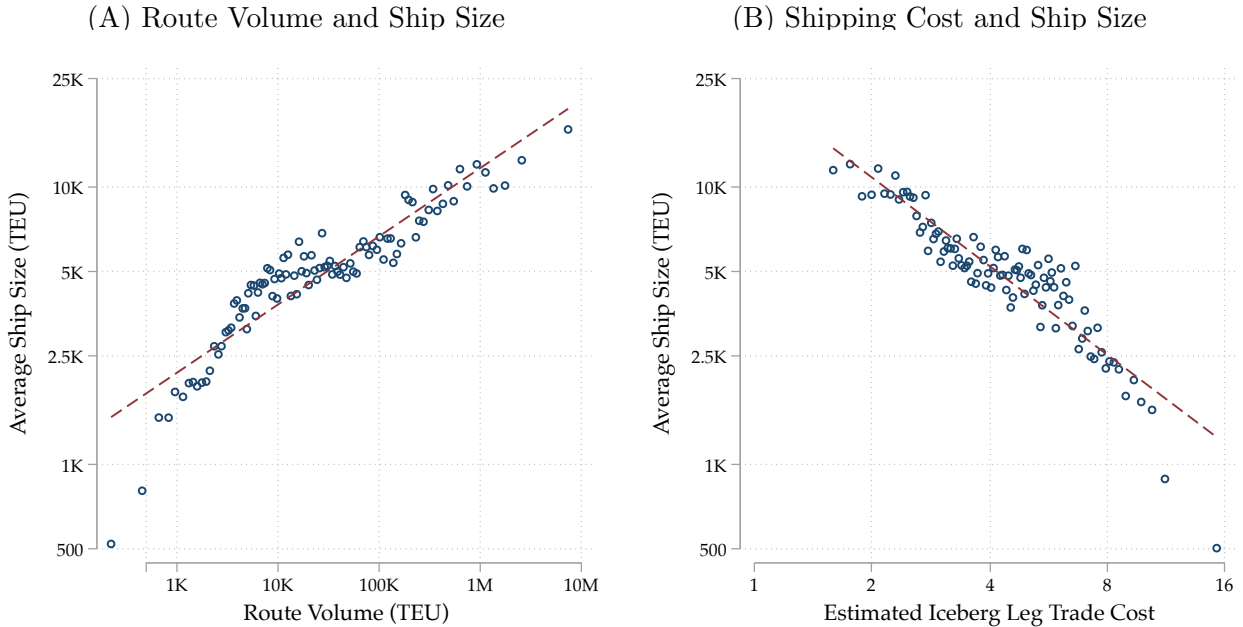 (A) Route Volume and Ship Size
25K
10K
5K
2.5K
1K
500
Average Ship Size (TEU)
1K 10K 100K 1M 10M
Route Volume (TEU)
(B) Shipping Cost and Ship Size
25K
10K
5K
2.5K
1K
500
Average Ship Size (TEU)
1 2 4 8 16
Estimated Iceberg Leg Trade Cost